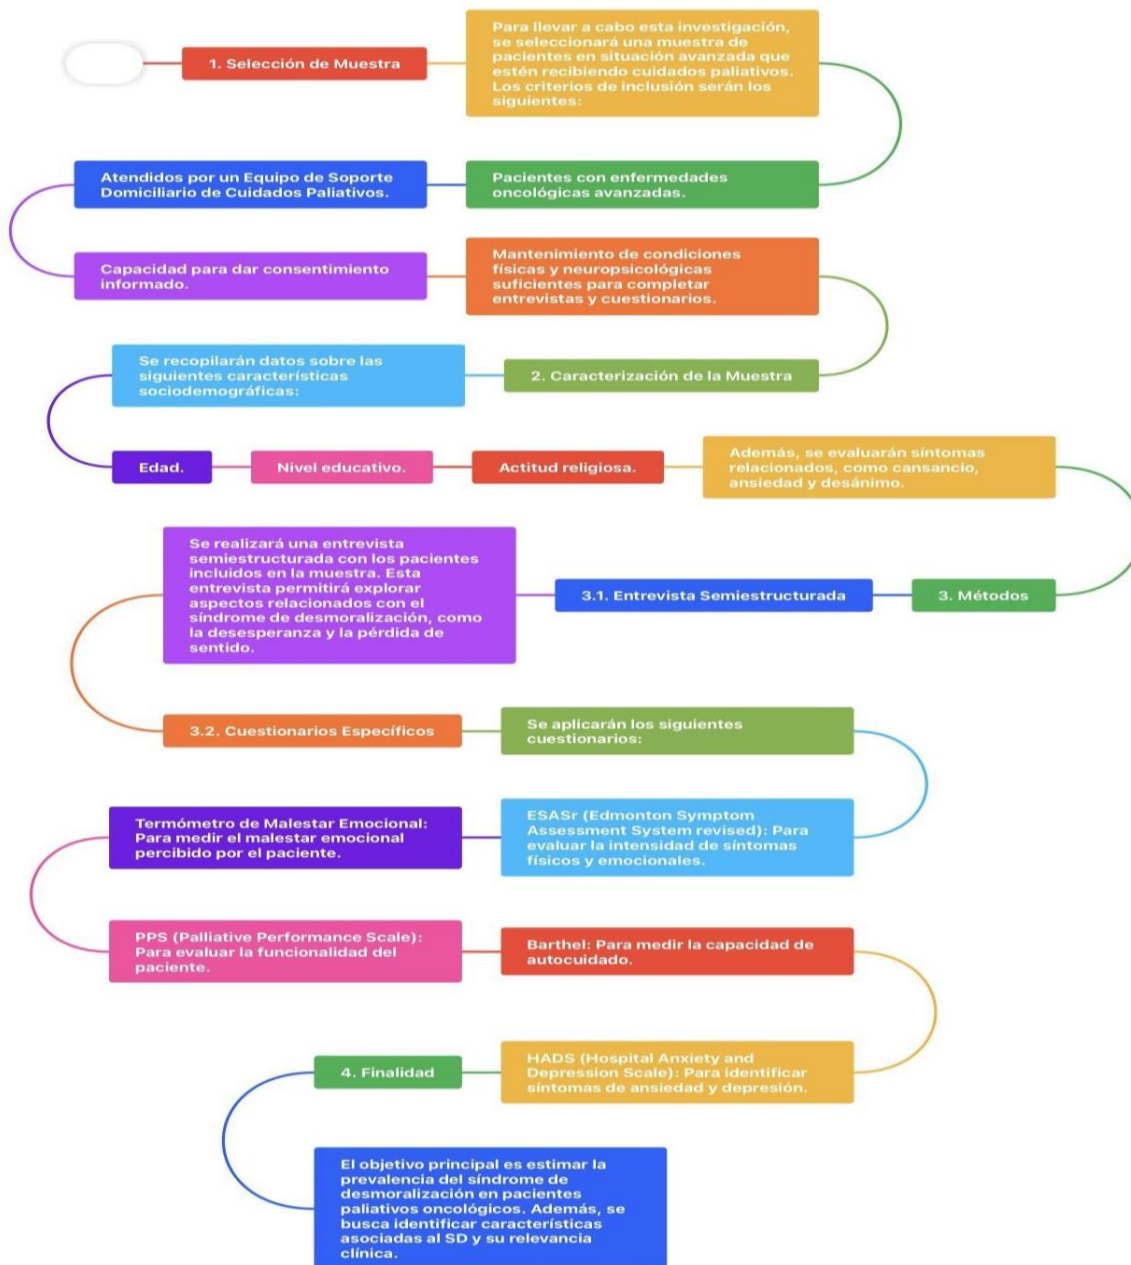 1. Selección de Muestra
Para llevar a cabo esta investigación,
se seleccionará una muestra de
pacientes en situación avanzada que
estén recibiendo cuidados paliativos.
Los criterios de inclusión serán los
siguientes:
Pacientes con enfermedades
oncológicas avanzadas.
Atendidos por un Equipo de Soporte
Domiciliario de Cuidados Paliativos.
Capacidad para dar consentimiento
informado.
Mantenimiento de condiciones
físicas y neuropsicológicas
suficientes para completar
entrevistas y cuestionarios.
2. Caracterización de la Muestra
Se recopilarán datos sobre las
siguientes características
sociodemográficas:
Edad.
Nivel educativo.
Actitud religiosa.
Además, se evaluarán síntomas
relacionados, como cansancio,
ansiedad y desánimo.
3. Métodos
3.1. Entrevista Semiestructurada
Se realizará una entrevista
semiestructurada con los pacientes
incluidos en la muestra. Esta
entrevista permitirá explorar
aspectos relacionados con el
síndrome de desmoralización, como
la desesperanza y la pérdida de
sentido.
3.2. Cuestionarios Específicos
Se aplicarán los siguientes
cuestionarios:
ESASr (Edmonton Symptom
Assessment System revised): Para
evaluar la intensidad de síntomas
físicos y emocionales.
Termómetro de Malestar Emocional:
Para medir el malestar emocional
percibido por el paciente.
PPS (Palliative Performance Scale):
Para evaluar la funcionalidad del
paciente.
Barthel: Para medir la capacidad de
autocuidado.
HADS (Hospital Anxiety and
Depression Scale): Para identificar
síntomas de ansiedad y depresión.
4. Finalidad
El objetivo principal es estimar la
prevalencia del síndrome de
desmoralización en pacientes
paliativos oncológicos. Además, se
busca identificar características
asociadas al SD y su relevancia
clínica.